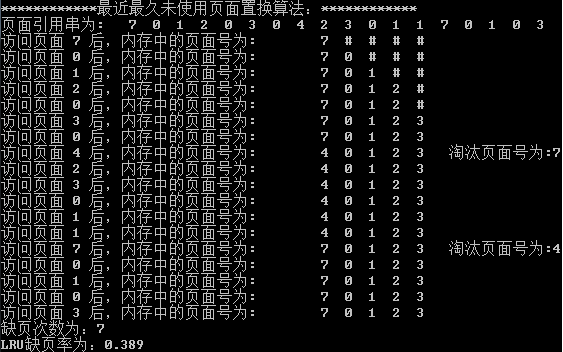 ************最近最久未使用页面置换算法：************
页面引用串为： 7 0 1 2 0 3 0 4 2 3 0 1 1 7 0 1 0 3
访问页面 7 后，内存中的页面号为： 7 # # # #
访问页面 0 后，内存中的页面号为： 7 0 # # #
访问页面 1 后，内存中的页面号为： 7 0 1 # #
访问页面 2 后，内存中的页面号为： 7 0 1 2 #
访问页面 0 后，内存中的页面号为： 7 0 1 2 #
访问页面 3 后，内存中的页面号为： 7 0 1 2 3
访问页面 0 后，内存中的页面号为： 7 0 1 2 3
访问页面 4 后，内存中的页面号为： 4 0 1 2 3 淘汰页面号为:7
访问页面 2 后，内存中的页面号为： 4 0 1 2 3
访问页面 3 后，内存中的页面号为： 4 0 1 2 3
访问页面 0 后，内存中的页面号为： 4 0 1 2 3
访问页面 1 后，内存中的页面号为： 4 0 1 2 3
访问页面 1 后，内存中的页面号为： 4 0 1 2 3
访问页面 7 后，内存中的页面号为： 7 0 1 2 3 淘汰页面号为:4
访问页面 0 后，内存中的页面号为： 7 0 1 2 3
访问页面 1 后，内存中的页面号为： 7 0 1 2 3
访问页面 0 后，内存中的页面号为： 7 0 1 2 3
访问页面 3 后，内存中的页面号为： 7 0 1 2 3
缺页次数为：7
LRU缺页率为：0.389